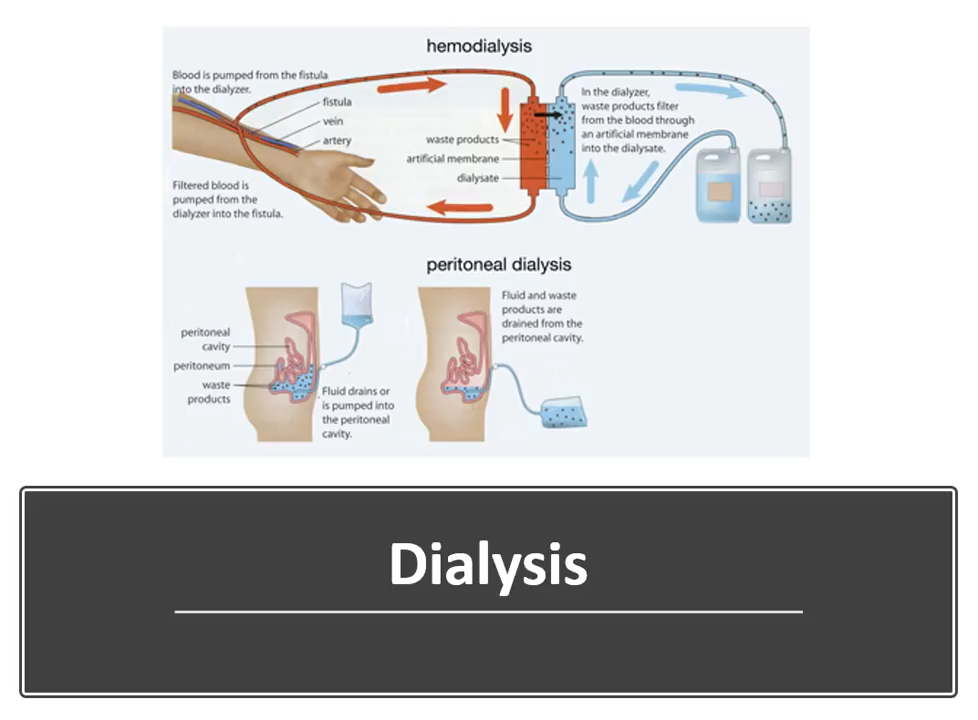 hemodialysis
Blood is pumped from the fistula
into the dialyzer.
fistula
vein
artery
Filtered blood is
pumped from the
dialyzer into the fistula.
waste products
artificial membrane
dialysate
In the dialyzer,
waste products filter
from the blood through
an artificial membrane
into the dialysate.
peritoneal dialysis
peritoneal
cavity
peritoneum
waste
products
Fluid drains or
is pumped into
the peritoneal
cavity.
Fluid and waste
products are
drained from the
peritoneal cavity.
Dialysis